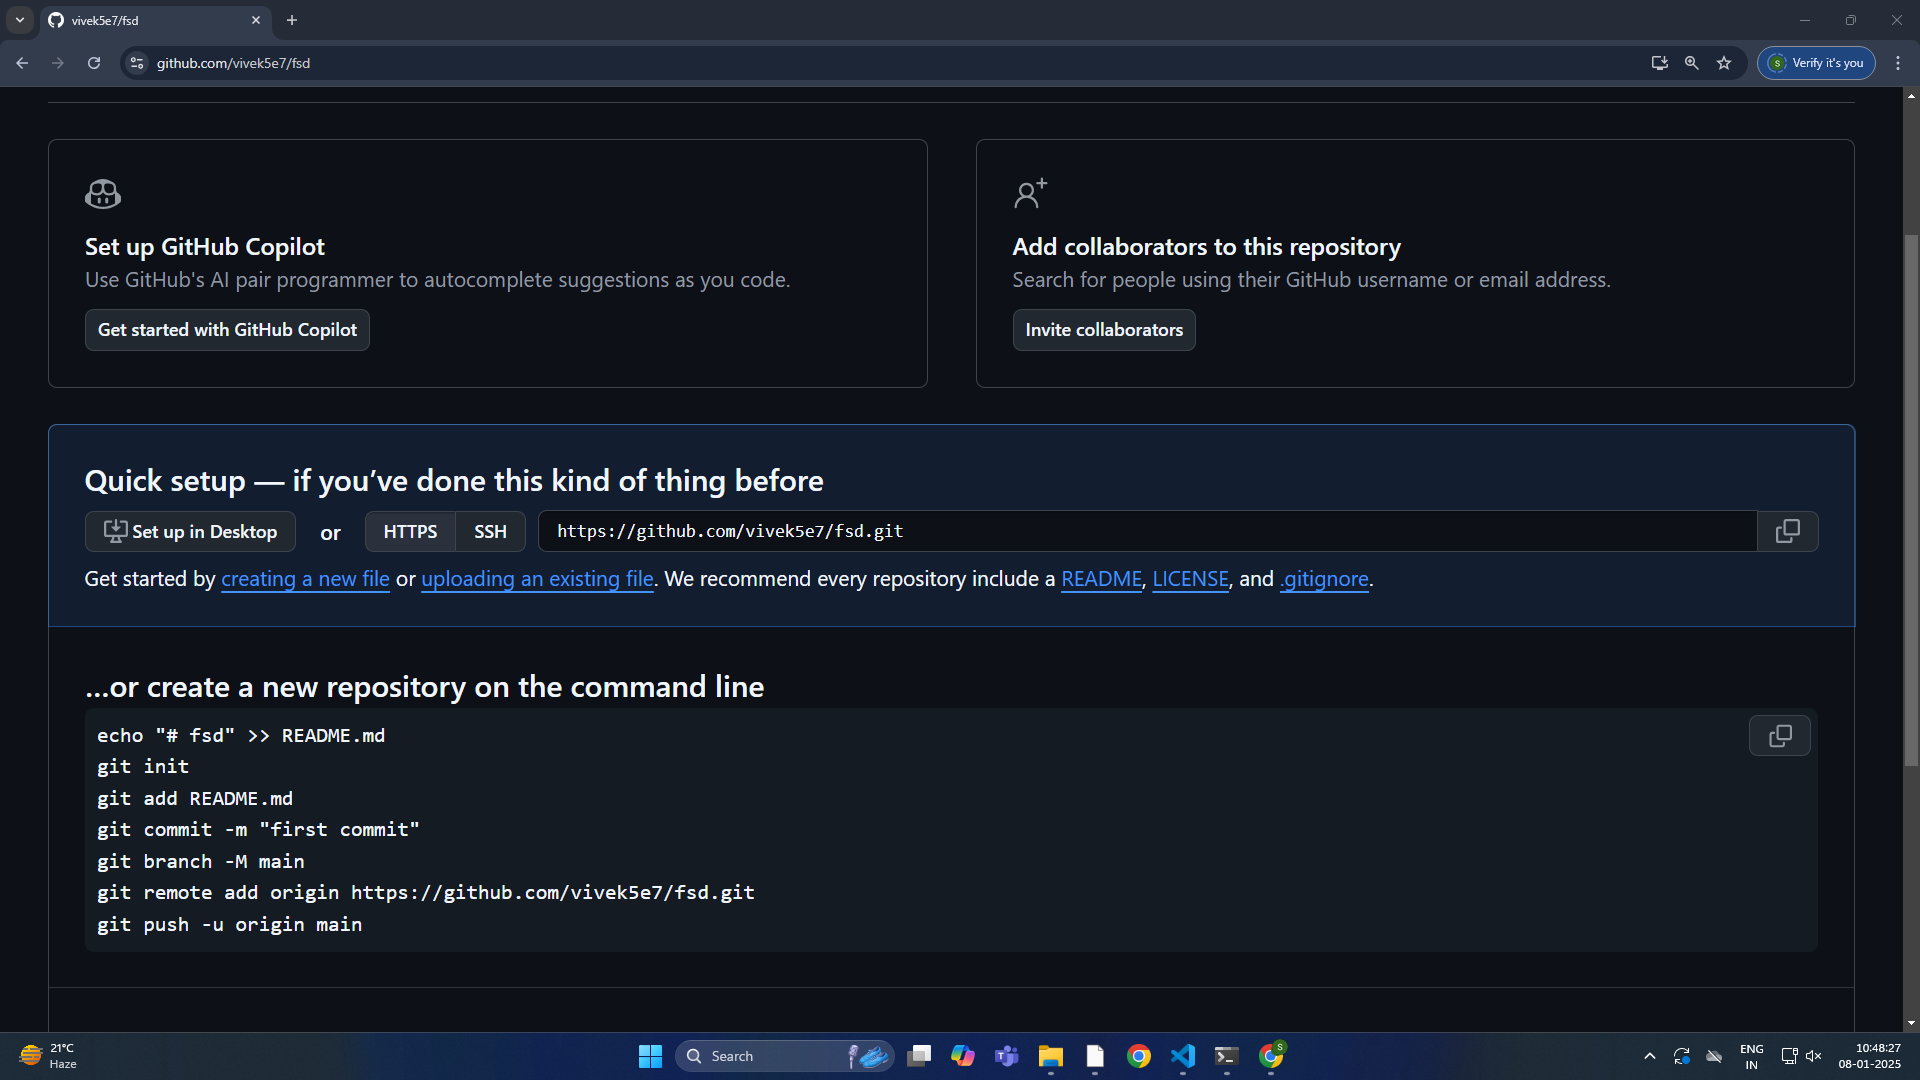 vivek5e7/fsd
github.com/vivek5e7/fsd
Verify it's you
Set up GitHub Copilot
Use GitHub's AI pair programmer to autocomplete suggestions as you code.
Get started with GitHub Copilot
Add collaborators to this repository
Search for people using their GitHub username or email address.
Invite collaborators
Quick setup — if you’ve done this kind of thing before
Set up in Desktop or HTTPS SSH https://github.com/vivek5e7/fsd.git
Get started by creating a new file or uploading an existing file. We recommend every repository include a README, LICENSE, and .gitignore.
…or create a new repository on the command line
echo "# fsd" >> README.md
git init
git add README.md
git commit -m "first commit"
git branch -M main
git remote add origin https://github.com/vivek5e7/fsd.git
git push -u origin main
21°C
Haze
Search
ENG
IN
10:48:27
08-01-2025